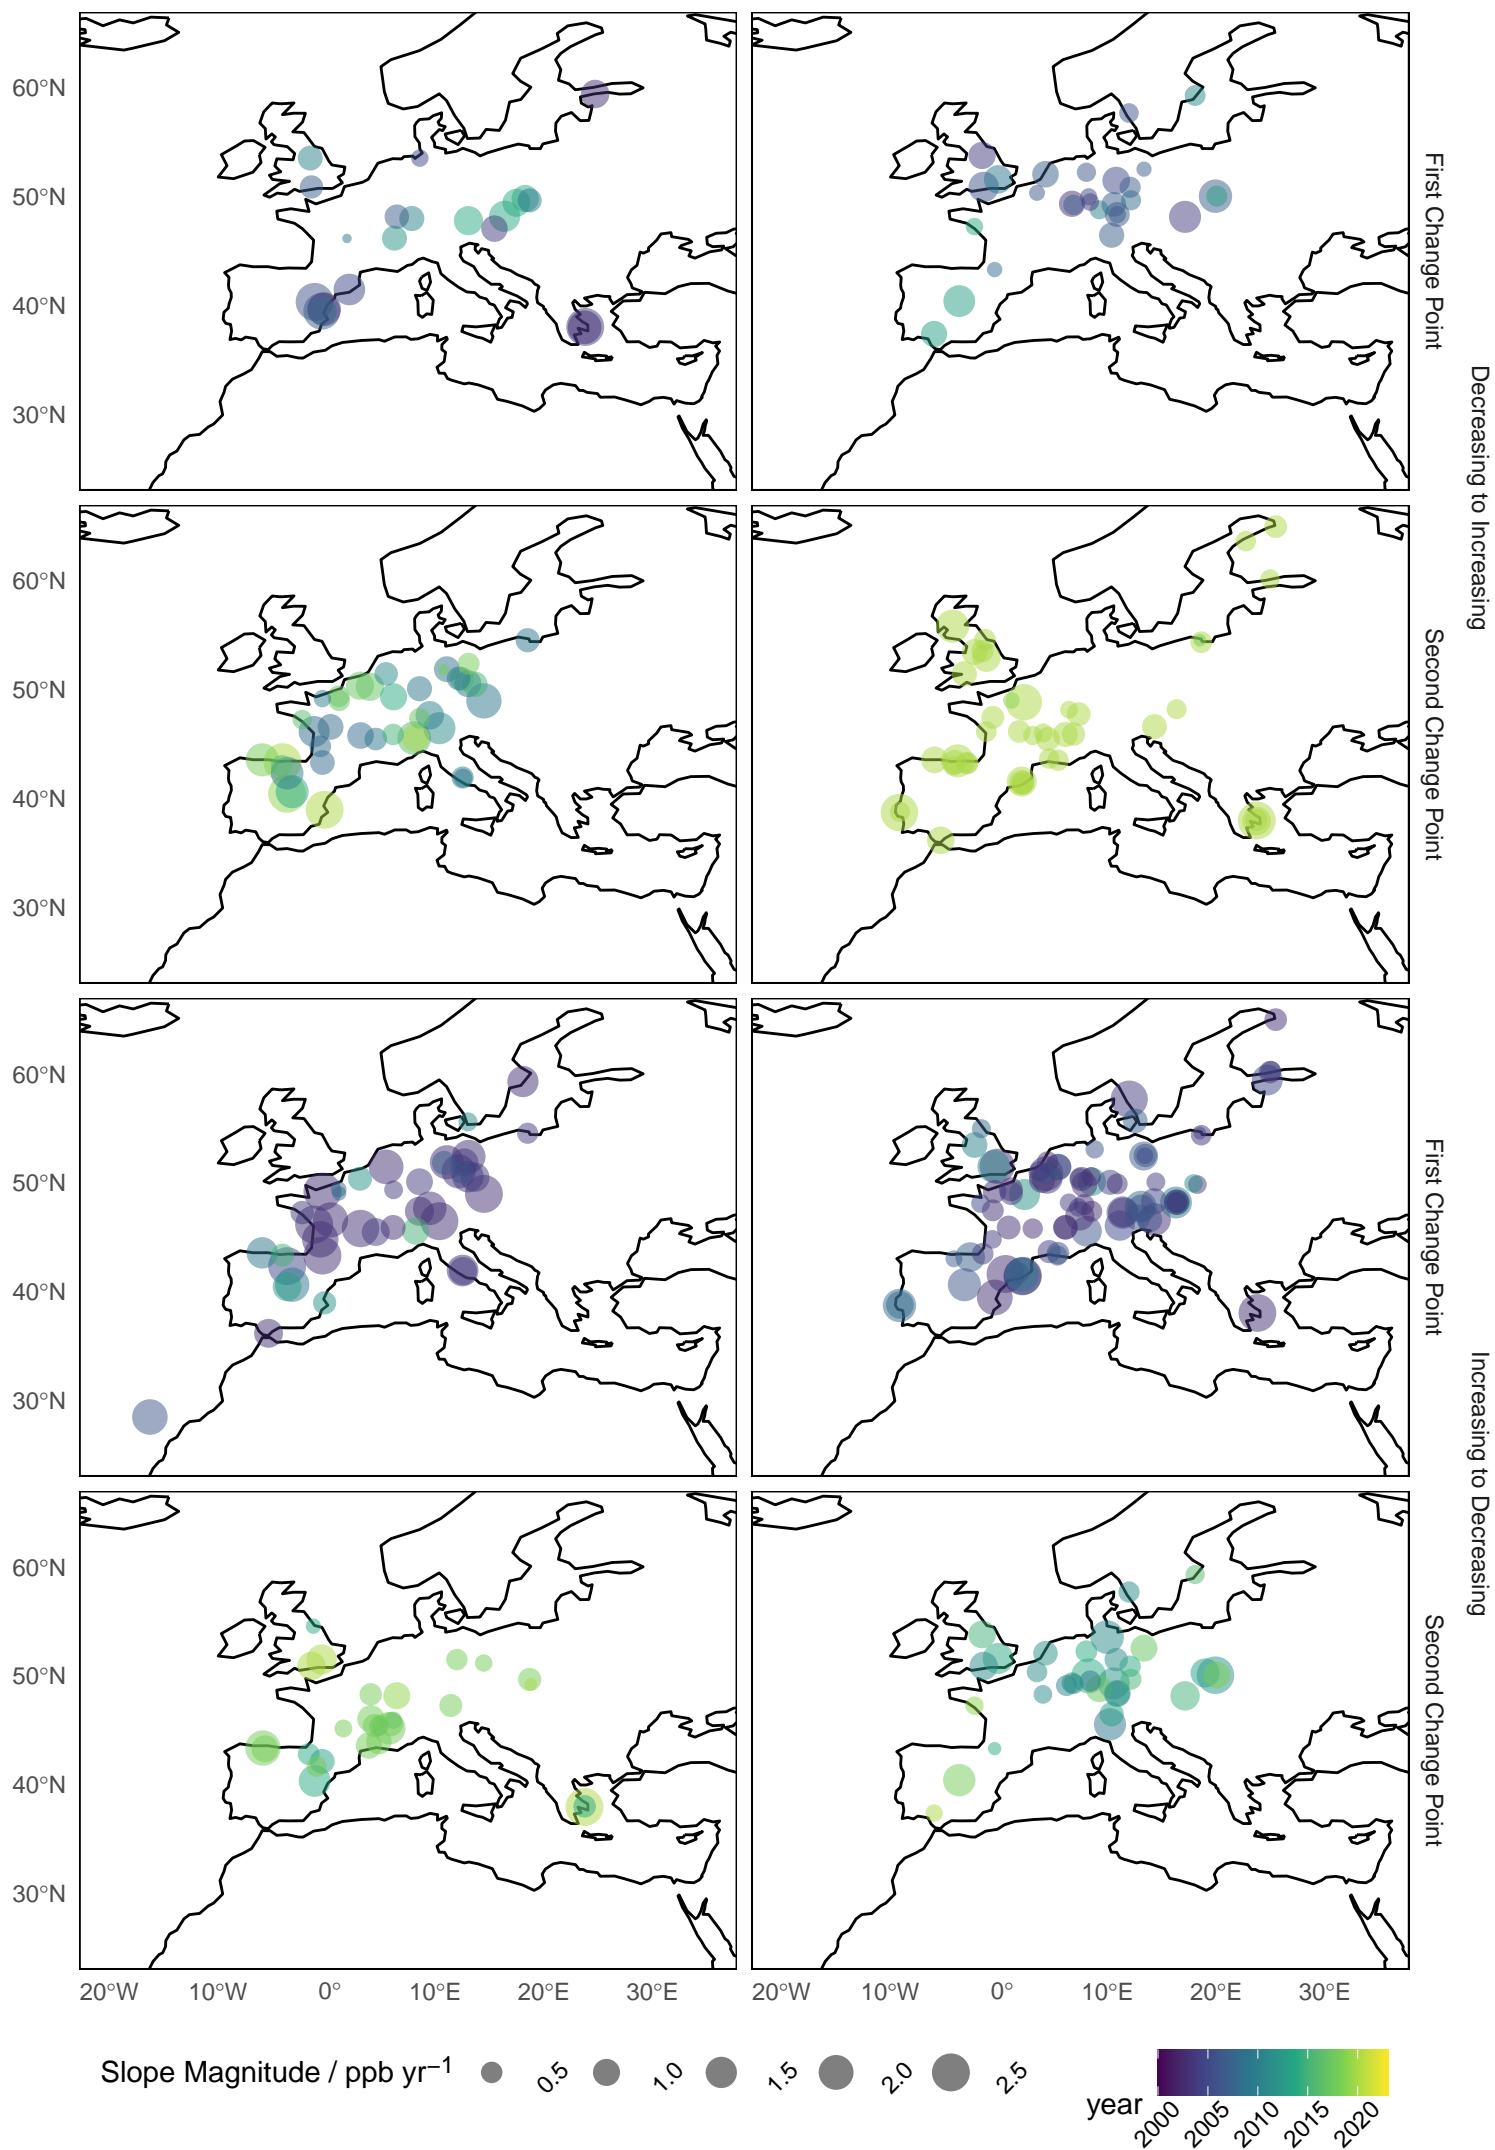 60°N
50°N
40°N
30°N
First Change Point
Decreasing to Increasing
60°N
50°N
40°N
30°N
Second Change Point
60°N
50°N
40°N
30°N
First Change Point
Increasing to Decreasing
60°N
50°N
40°N
30°N
Second Change Point
20°W 10°W 0° 10°E 20°E 30°E 20°W 10°W 0° 10°E 20°E 30°E
Slope Magnitude / ppb yr⁻¹ 0.5 1.0 1.5 2.0 2.5
year 2000 2005 2010 2015 2020